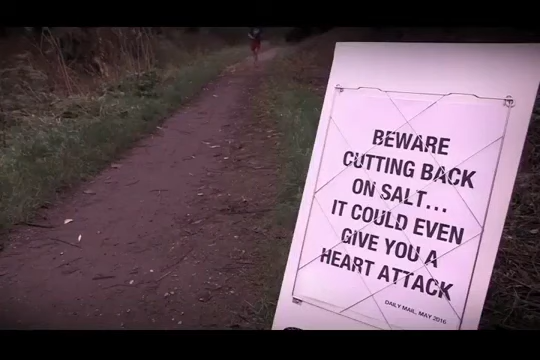 BEWARE
CUTTING BACK
ON SALT...
IT COULD EVEN
GIVE YOU A
HEART ATTACK
DAILY MAIL, MAY 2016